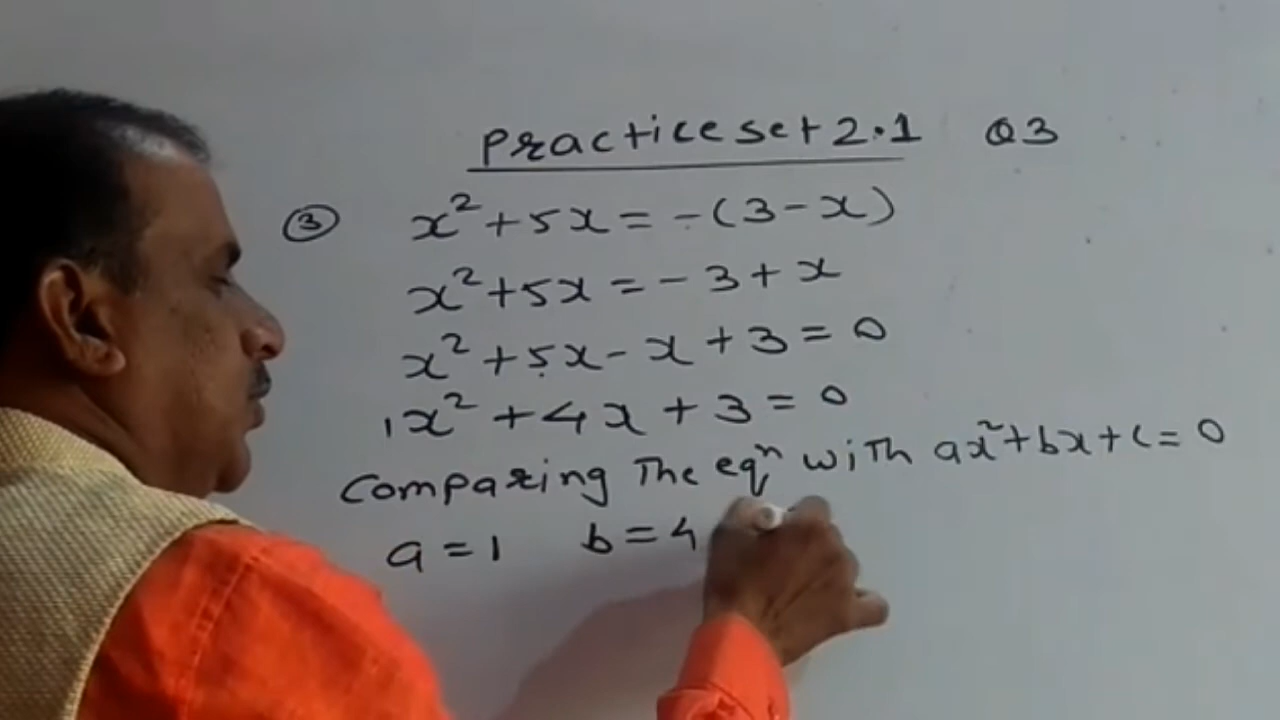 Practice set 2.1 Q3
③ x² + 5x = -(3 - x)
x² + 5x = - 3 + x
x² + 5x - x + 3 = 0
1x² + 4x + 3 = 0
Comparing The eqⁿ with ax² + bx + c = 0
a = 1 b = 4